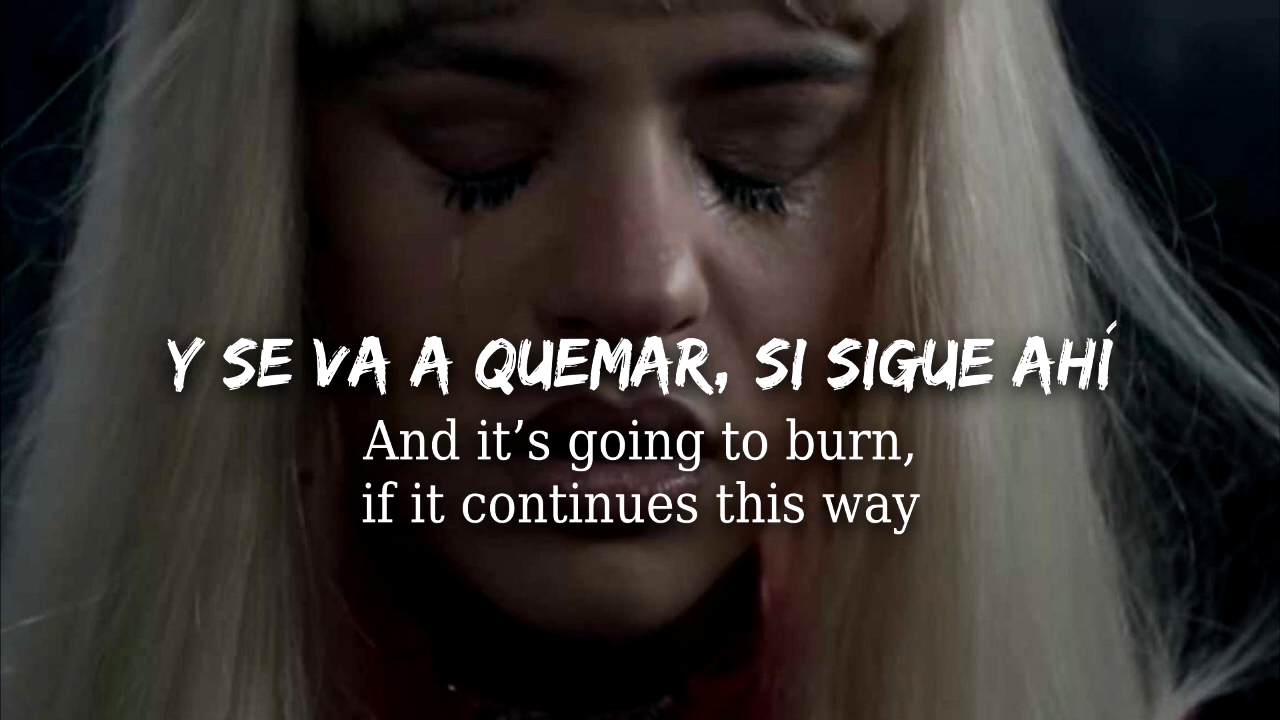 Y SE VA A QUEMAR, SI SIGUE AHÍ
And it’s going to burn,
if it continues this way